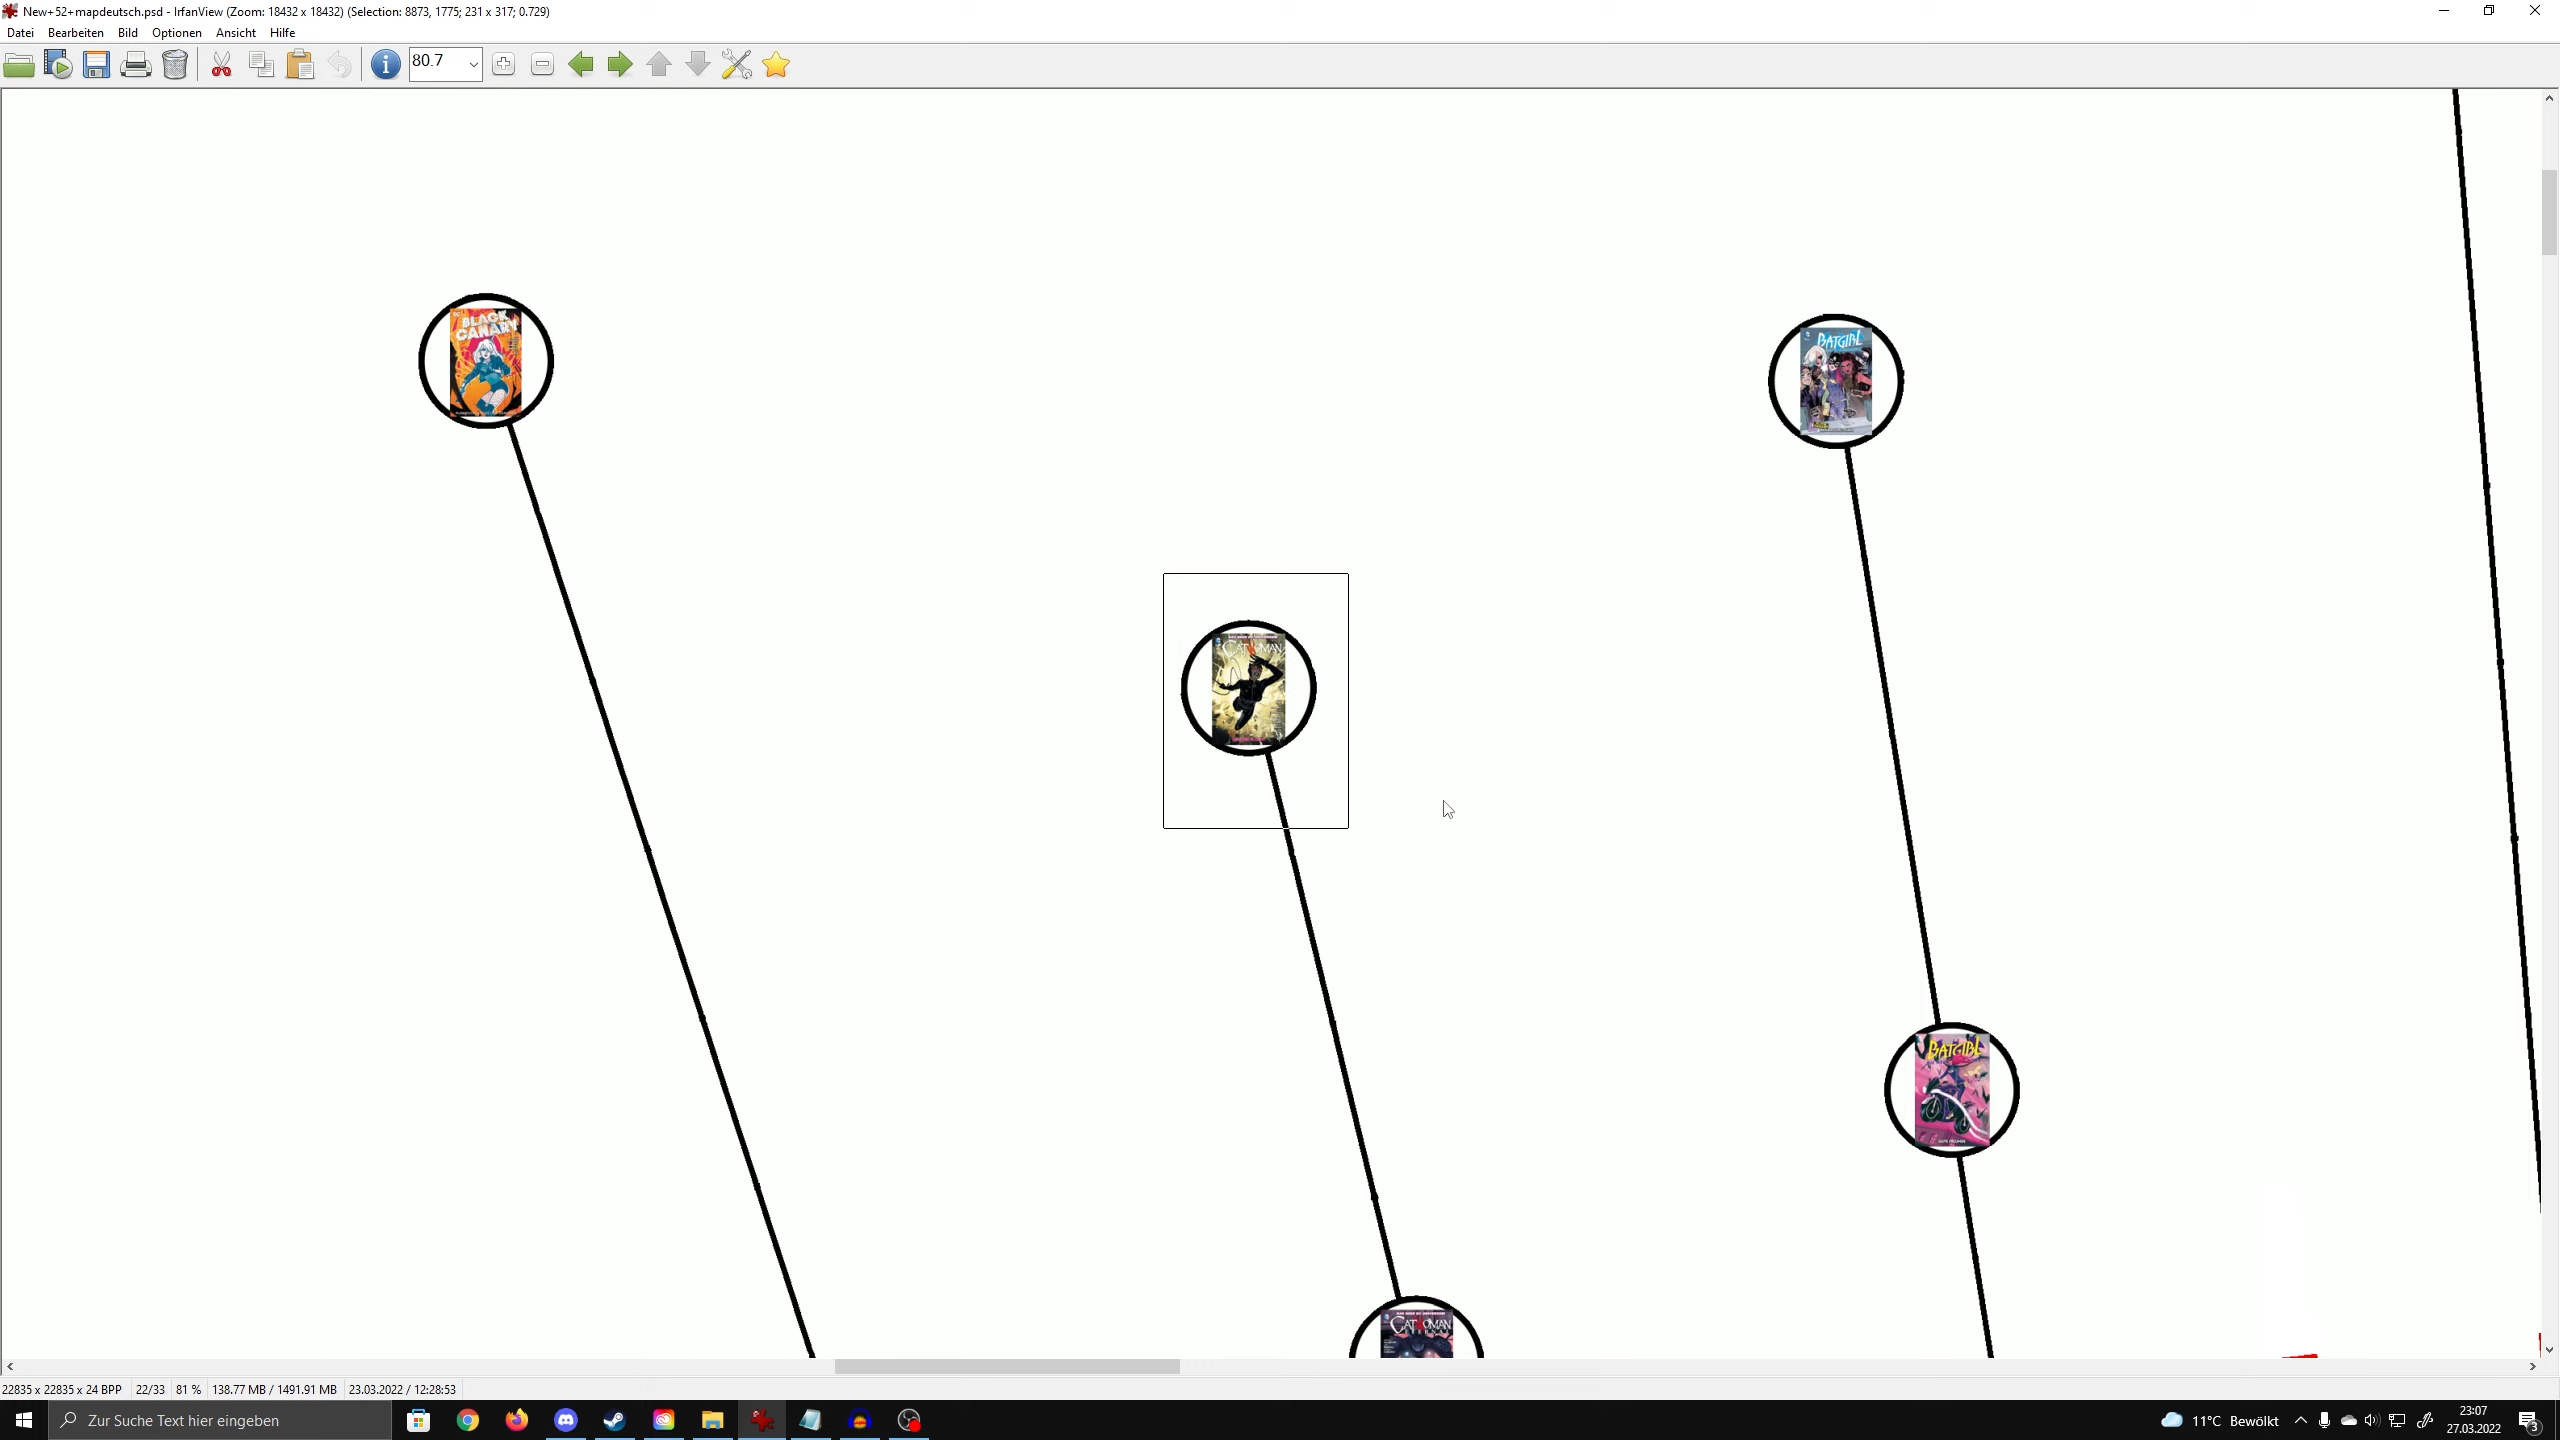 New+52+mapdeutsch.psd - IrfanView (Zoom: 18432 x 18432) (Selection: 8873, 1775; 231 x 317; 0.729)
Datei Bearbeiten Bild Optionen Ansicht Hilfe
80.7
BLACK CANARY
BATGIRL
CATWOMAN
BATGIRL
CATWOMAN
22835 x 22835 x 24 BPP 22/33 81 % 138.77 MB / 1491.91 MB 23.03.2022 / 12:28:53
Zur Suche Text hier eingeben
11°C Bewölkt
23:07
27.03.2022
3